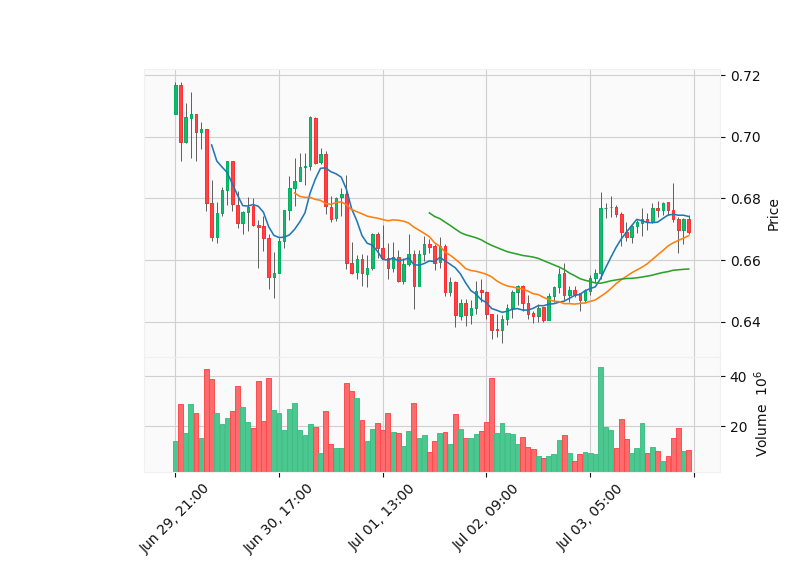 0.72
0.70
0.68
0.66
0.64
Price
40
20
Volume 10^6
Jun 29, 21:00
Jun 30, 17:00
Jul 01, 13:00
Jul 02, 09:00
Jul 03, 05:00